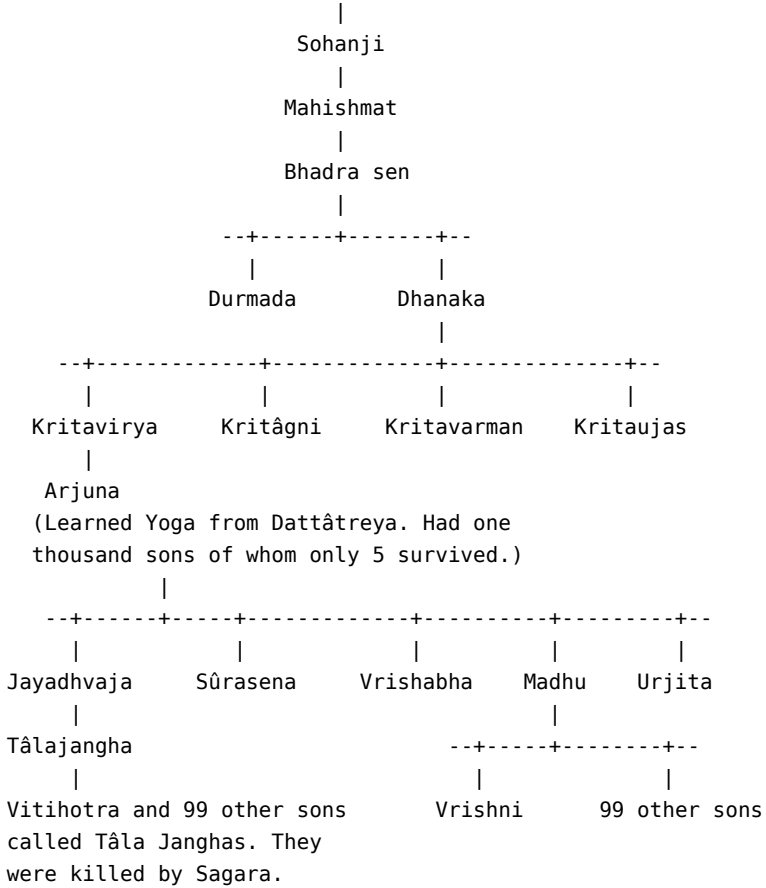 |
Sohanji
|
Mahishmat
|
Bhadra sen
|
--+------+-------+--
| |
Durmada Dhanaka
|
--+-------------+-------------+--------------+--
| | | |
Kritavirya Kritâgni Kritavarman Kritaujas
|
Arjuna
(Learned Yoga from Dattâtreya. Had one
thousand sons of whom only 5 survived.)
|
--+------+-----+-------------+----------+---------+--
| | | | |
Jayadhvaja Sûrasena Vrishabha Madhu Urjita
| |
Tâlajangha --+-----+--------+--
| | |
Vitihotra and 99 other sons Vrishni 99 other sons
called Tâla Janghas. They
were killed by Sagara.